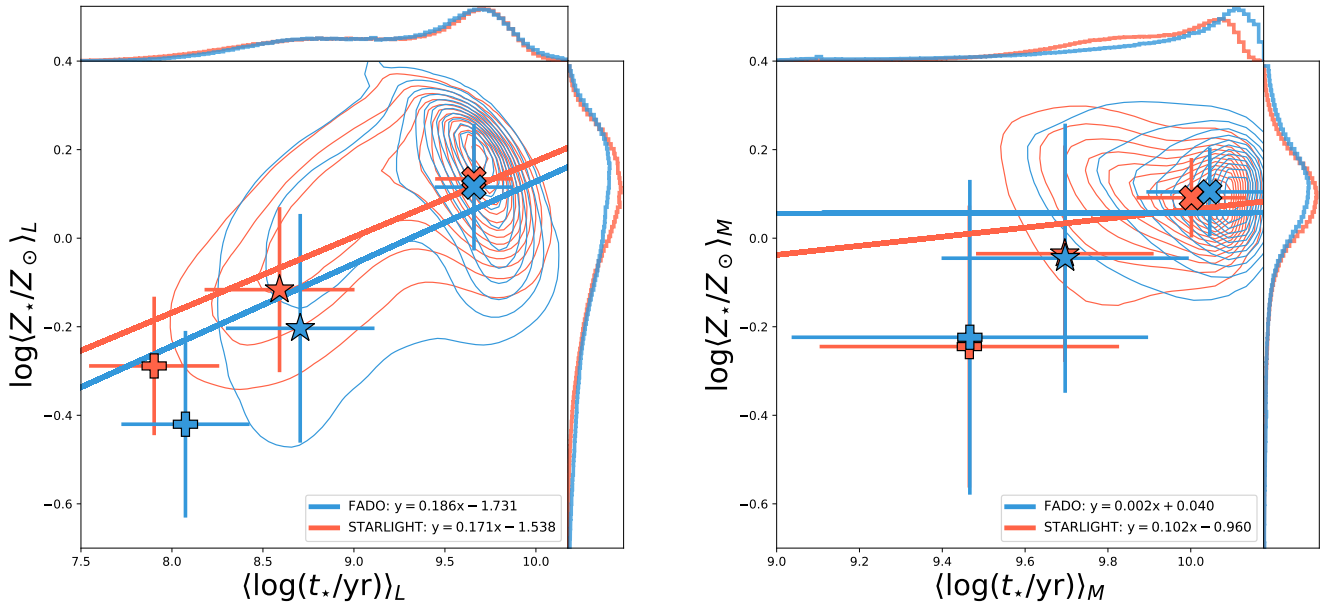 0.4
0.2
0.0
−0.2
−0.4
−0.6
log⟨Z⋆/Z⊙⟩L
7.5 8.0 8.5 9.0 9.5 10.0
⟨log(t⋆/yr)⟩L
FADO: y = 0.186x − 1.731
STARLIGHT: y = 0.171x − 1.538
0.4
0.2
0.0
−0.2
−0.4
−0.6
log⟨Z⋆/Z⊙⟩M
9.0 9.2 9.4 9.6 9.8 10.0
⟨log(t⋆/yr)⟩M
FADO: y = 0.002x + 0.040
STARLIGHT: y = 0.102x − 0.960